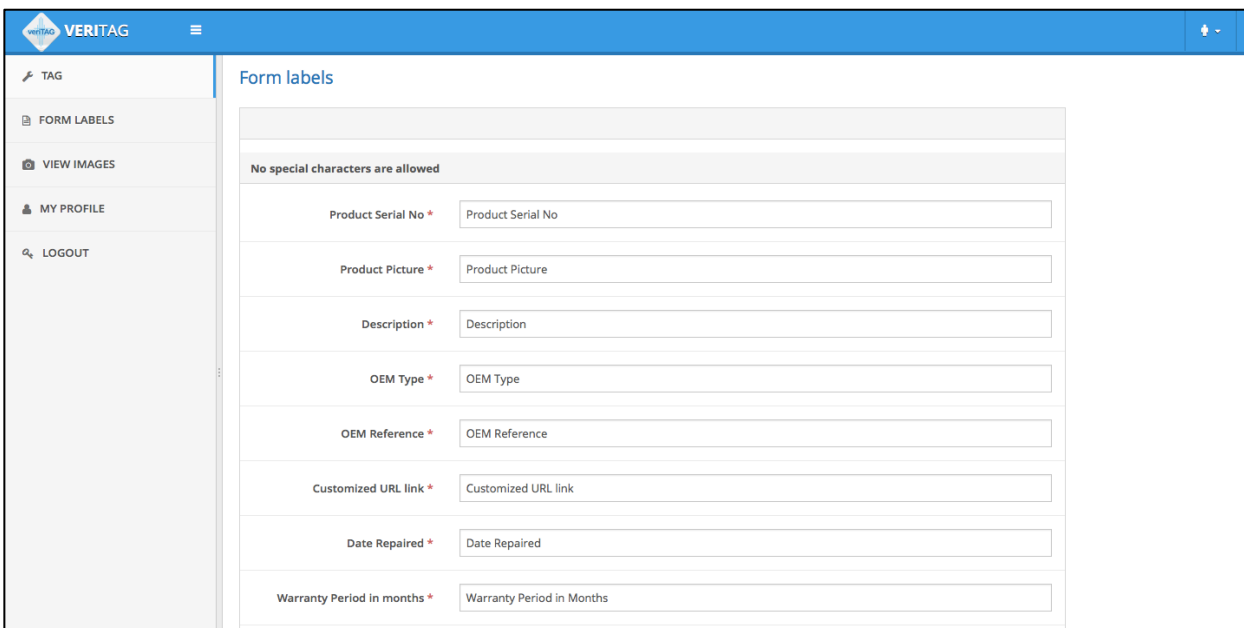 veriTAG VERITAG
TAG
FORM LABELS
VIEW IMAGES
MY PROFILE
LOGOUT
Form labels
No special characters are allowed
Product Serial No * Product Serial No
Product Picture * Product Picture
Description * Description
OEM Type * OEM Type
OEM Reference * OEM Reference
Customized URL link * Customized URL link
Date Repaired * Date Repaired
Warranty Period in months * Warranty Period in Months